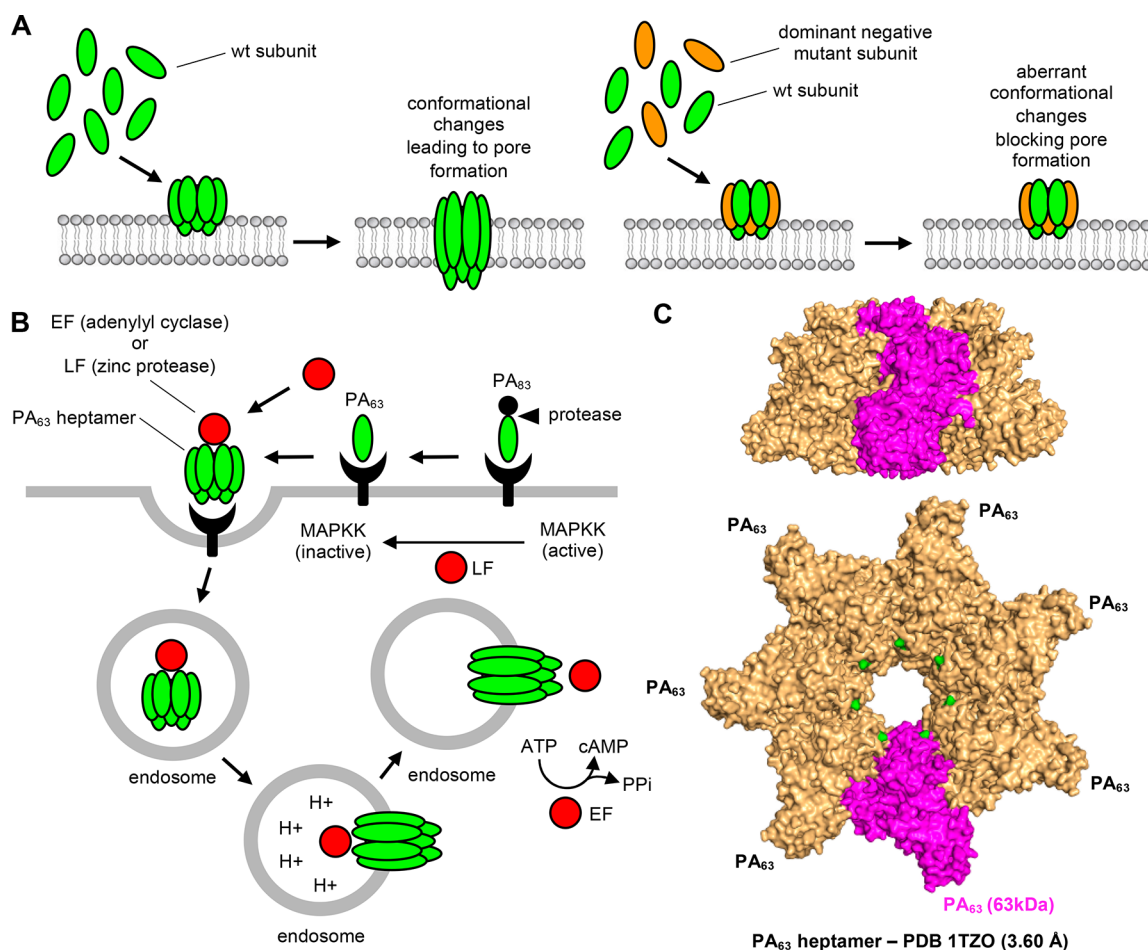 A
wt subunit
conformational
changes
leading to pore
formation
dominant negative
mutant subunit
wt subunit
aberrant
conformational
changes
blocking pore
formation
B
EF (adenylyl cyclase)
or
LF (zinc protease)
PA63 heptamer
PA63
PA83
protease
MAPKK
(inactive)
MAPKK
(active)
LF
endosome
H+
H+
H+
H+
endosome
endosome
ATP
cAMP
PPi
EF
C
PA63
PA63
PA63
PA63
PA63
PA63
PA63 (63kDa)
PA63 heptamer – PDB 1TZO (3.60 Å)